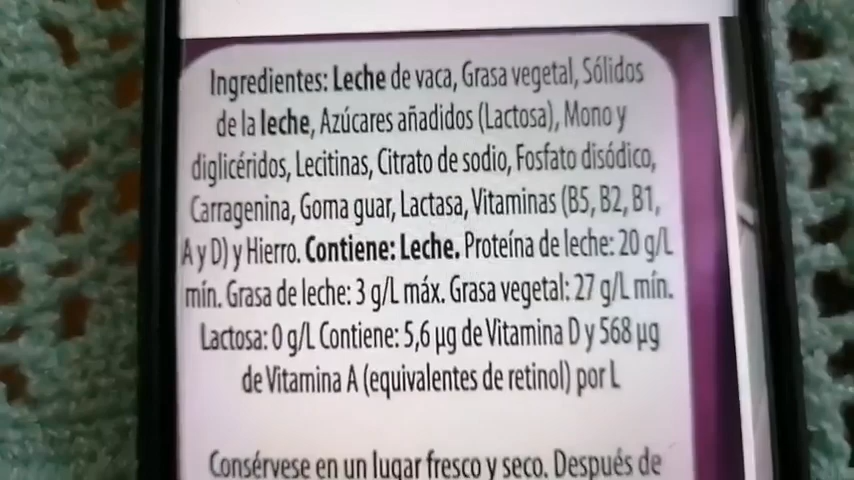 Ingredientes: Leche de vaca, Grasa vegetal, Sólidos
de la leche, Azúcares añadidos (Lactosa), Mono y
diglicéridos, Lecitinas, Citrato de sodio, Fosfato disódico,
Carragenina, Goma guar, Lactasa, Vitaminas (B5, B2, B1,
A y D) y Hierro. Contiene: Leche. Proteína de leche: 20 g/L
mín. Grasa de leche: 3 g/L máx. Grasa vegetal: 27 g/L mín.
Lactosa: 0 g/L Contiene: 5,6 µg de Vitamina D y 568 µg
de Vitamina A (equivalentes de retinol) por L
Consérvese en un lugar fresco y seco. Después de